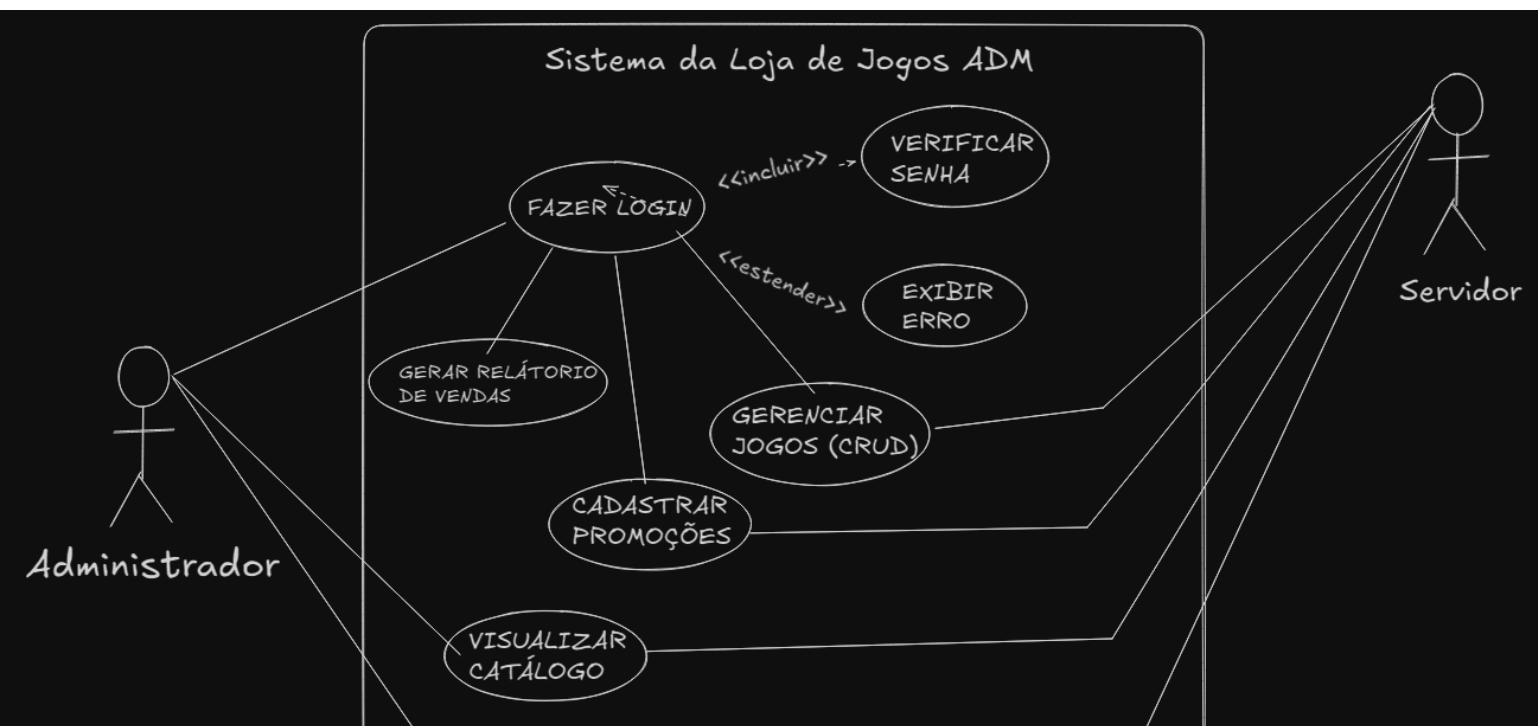 Sistema da Loja de Jogos ADM
VERIFICAR
SENHA
<<incluir>>
FAZER LOGIN
<<estender>>
EXIBIR
ERRO
Servidor
GERAR RELÁTORIO
DE VENDAS
GERENCIAR
JOGOS (CRUD)
CADASTRAR
PROMOÇÕES
Administrador
VISUALIZAR
CATÁLOGO